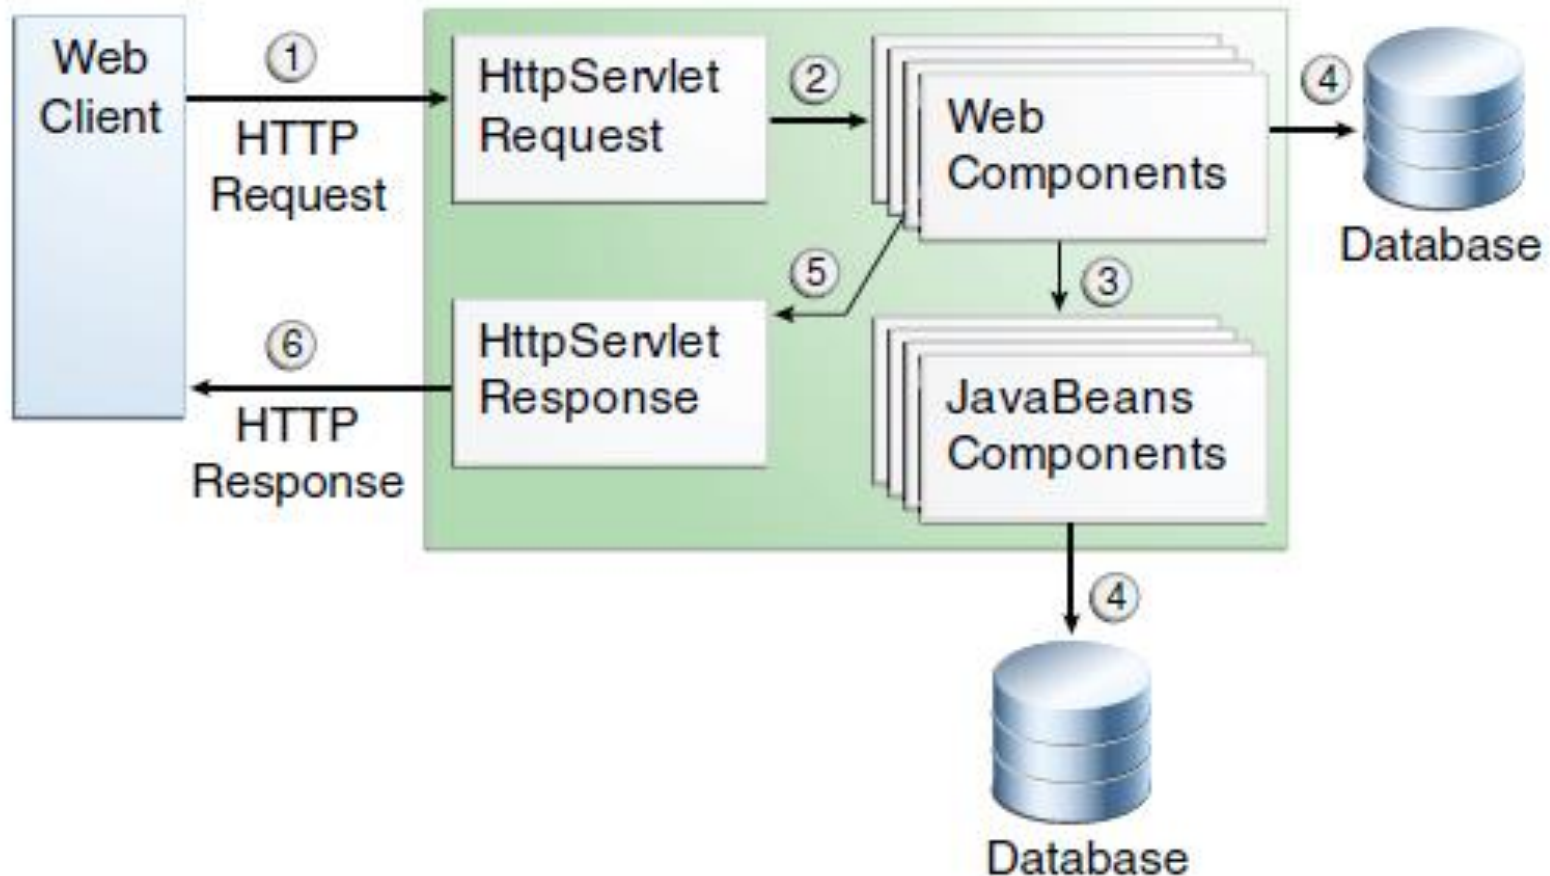 Web
Client
1
HTTP
Request
HttpServlet
Request
2
Web
Components
4
Database
5
3
HttpServlet
Response
6
HTTP
Response
JavaBeans
Components
4
Database